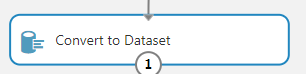 Convert to Dataset
1